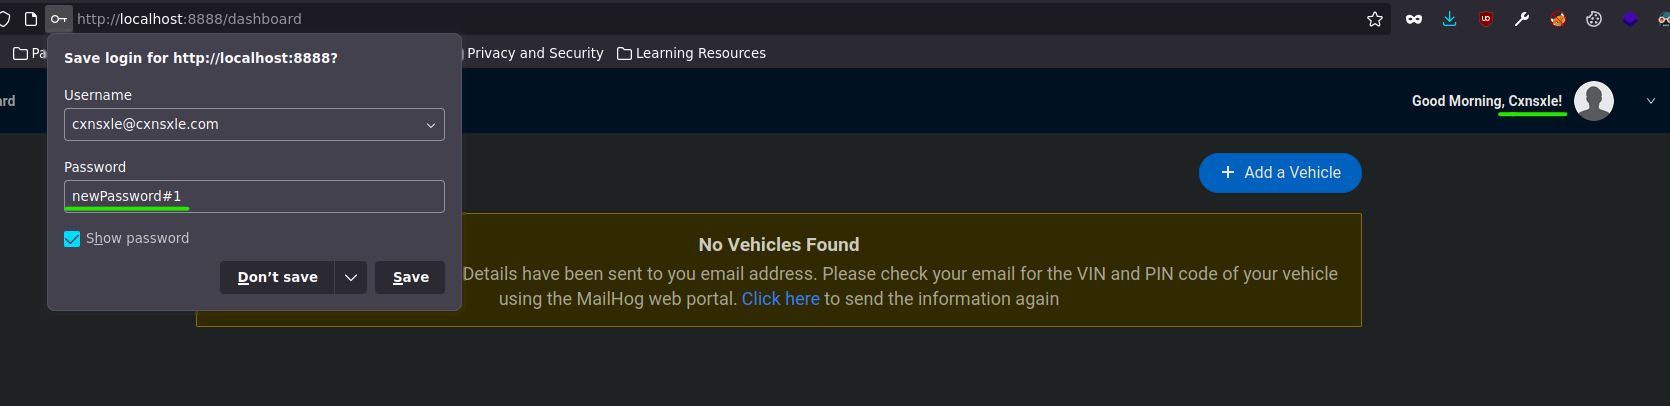 http://localhost:8888/dashboard
Pa
Privacy and Security
Learning Resources
Save login for http://localhost:8888?
Username
cxnsxle@cxnsxle.com
Password
newPassword#1
Show password
Don’t save
Save
ard
Good Morning, Cxnsxle!
+ Add a Vehicle
No Vehicles Found
Details have been sent to you email address. Please check your email for the VIN and PIN code of your vehicle
using the MailHog web portal. Click here to send the information again